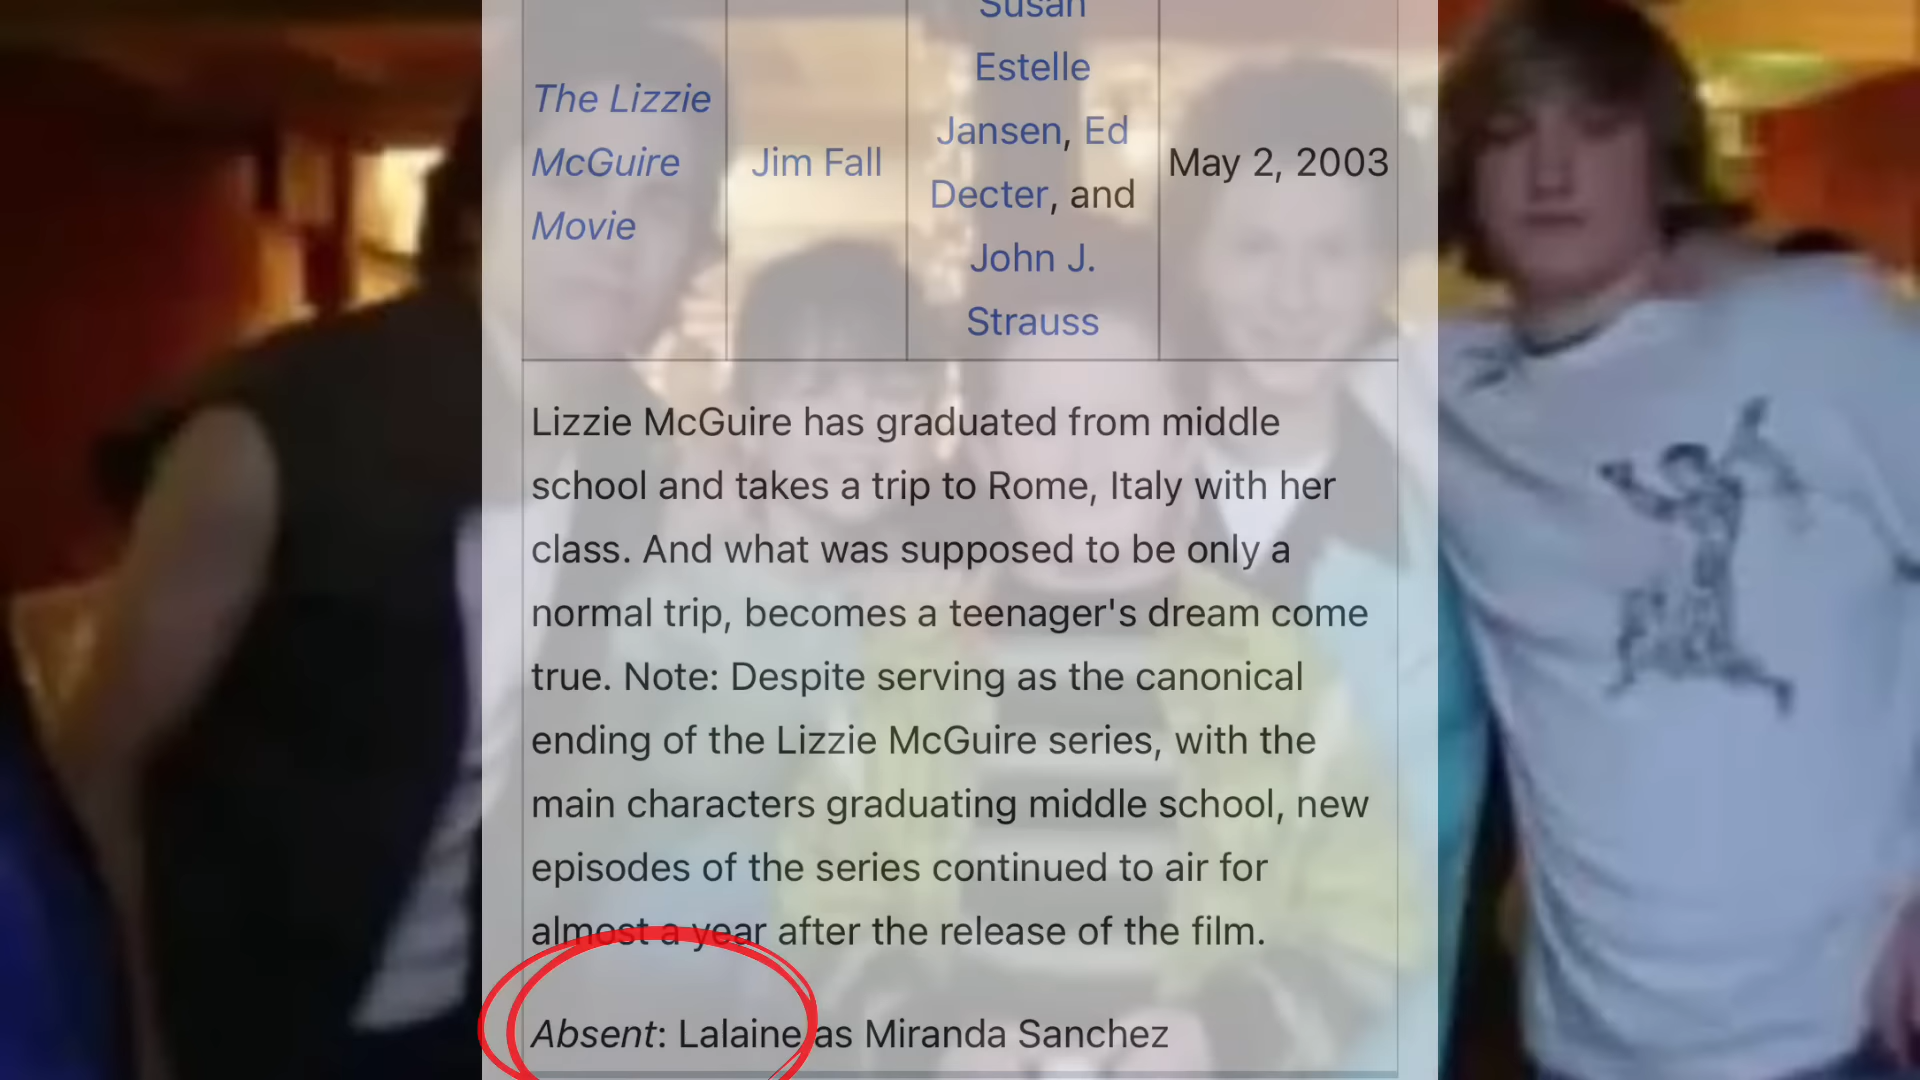 Susan
Estelle
Jansen, Ed
Decter, and
John J.
Strauss
The Lizzie
McGuire
Movie
Jim Fall
May 2, 2003
Lizzie McGuire has graduated from middle
school and takes a trip to Rome, Italy with her
class. And what was supposed to be only a
normal trip, becomes a teenager's dream come
true. Note: Despite serving as the canonical
ending of the Lizzie McGuire series, with the
main characters graduating middle school, new
episodes of the series continued to air for
almost a year after the release of the film.
Absent: Lalaine as Miranda Sanchez